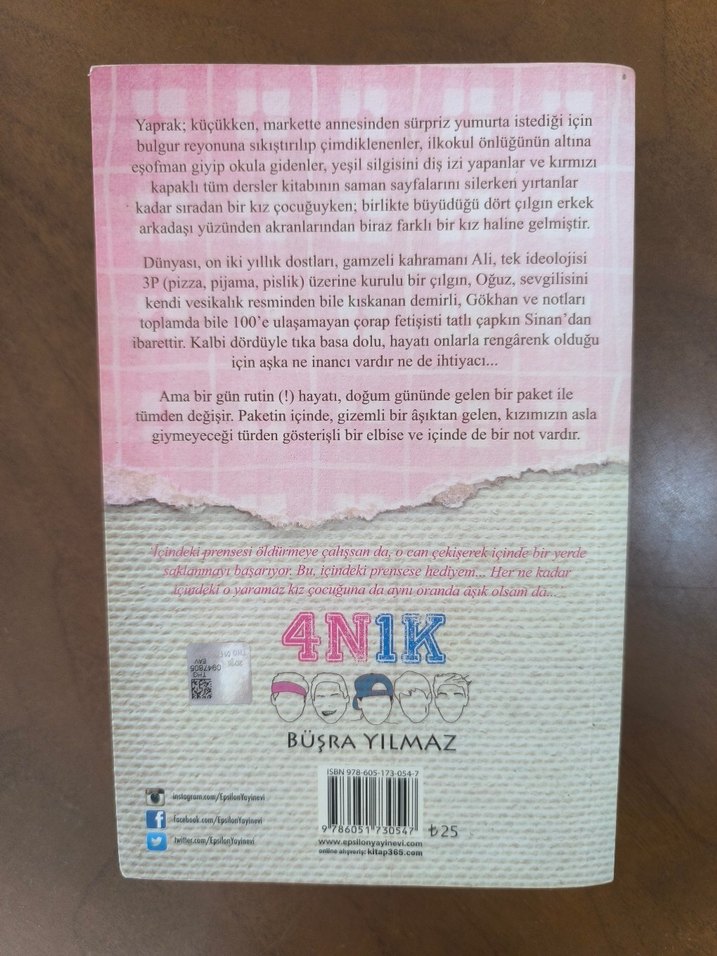 Yaprak; küçükken, markette annesinden sürpriz yumurta istediği için
bulgur reyonuna sıkıştırılıp çimdiklenenler, ilkokul önlüğünün altına
eşofman giyip okula gidenler, yeşil silgisini diş izi yapanlar ve kırmızı
kapaklı tüm dersler kitabının saman sayfalarını silerken yırtanlar
kadar sıradan bir kız çocuğuyken; birlikte büyüdüğü dört çılgın erkek
arkadaşı yüzünden akranlarından biraz farklı bir kız haline gelmiştir.
Dünyası, on iki yıllık dostları, gamzeli kahramanı Ali, tek ideolojisi
3P (pizza, pijama, pislik) üzerine kurulu bir çılgın, Oğuz, sevgilisini
kendi vesikalık resminden bile kıskanan demirli, Gökhan ve notları
toplamda bile 100'e ulaşamayan çorap fetişisti tatlı çapkın Sinan'dan
ibarettir. Kalbi dördüyle tıka basa dolu, hayatı onlarla rengârenk olduğu
için aşka ne inancı vardır ne de ihtiyacı...
Ama bir gün rutin (!) hayatı, doğum gününde gelen bir paket ile
tümden değişir. Paketin içinde, gizemli bir âşıktan gelen, kızımızın asla
giymeyeceği türden gösterişli bir elbise ve içinde de bir not vardır.
İçindeki prensesi öldürmeye çalışsan da, o can çekişerek içinde bir yerde
saklanmayı başarıyor. Bu, içindeki prensese hediyem... Her ne kadar
içindeki o yaramaz kız çocuğuna da aynı oranda aşık olsam da...
4N1K
BÜŞRA YILMAZ
THG
0947805
instagram.com/EpsilonYayinevi
facebook.com/EpsilonYayinevi
twitter.com/EpsilonYayinevi
ISBN 978-605-173-054-7
9 786051 730547
₺25
www.epsilonyayinevi.com
online alışveriş: kitap365.com